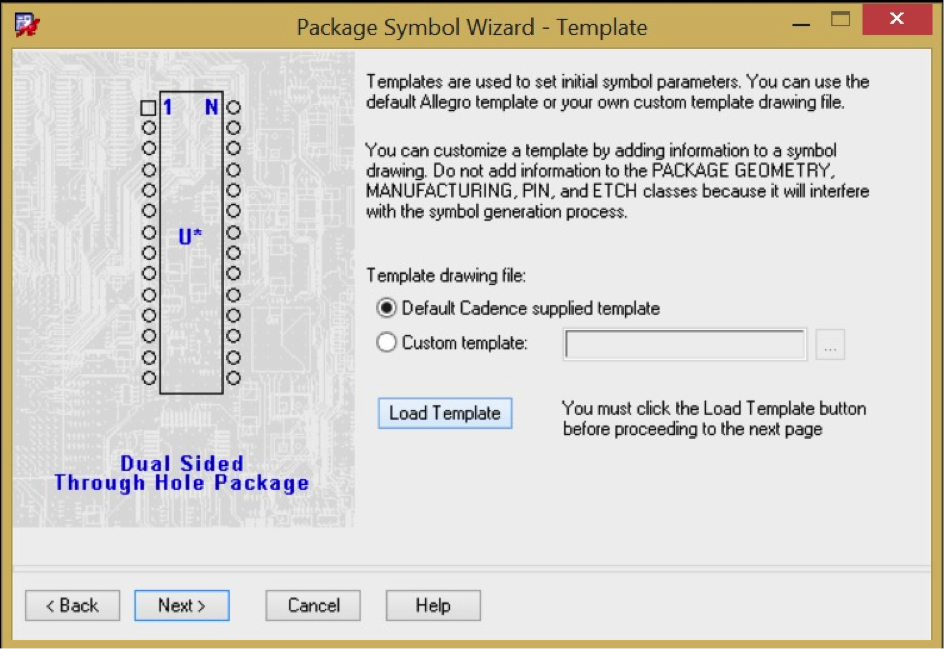 Package Symbol Wizard - Template
1 N
U*
Dual Sided
Through Hole Package
Templates are used to set initial symbol parameters. You can use the
default Allegro template or your own custom template drawing file.
You can customize a template by adding information to a symbol
drawing. Do not add information to the PACKAGE GEOMETRY,
MANUFACTURING, PIN, and ETCH classes because it will interfere
with the symbol generation process.
Template drawing file:
Default Cadence supplied template
Custom template:
...
Load Template
You must click the Load Template button
before proceeding to the next page
< Back Next > Cancel Help